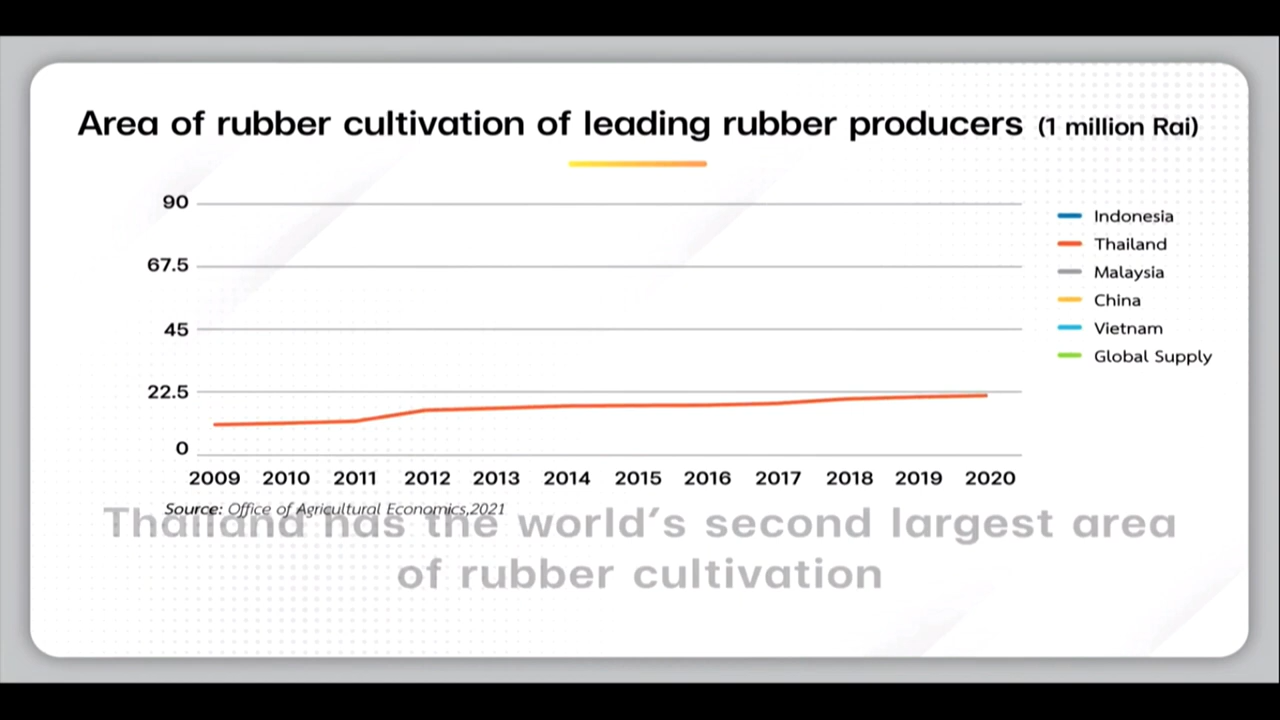 Area of rubber cultivation of leading rubber producers (1 million Rai)
90
67.5
45
22.5
0
2009 2010 2011 2012 2013 2014 2015 2016 2017 2018 2019 2020
Indonesia
Thailand
Malaysia
China
Vietnam
Global Supply
Source: Office of Agricultural Economics,2021
Thailand has the world's second largest area
of rubber cultivation